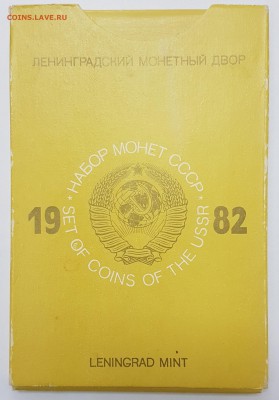 COINS.LAVE.RU
ЛЕНИНГРАДСКИЙ МОНЕТНЫЙ ДВОР
НАБОР МОНЕТ СССР
19 82
SET OF COINS OF THE USSR
LENINGRAD MINT